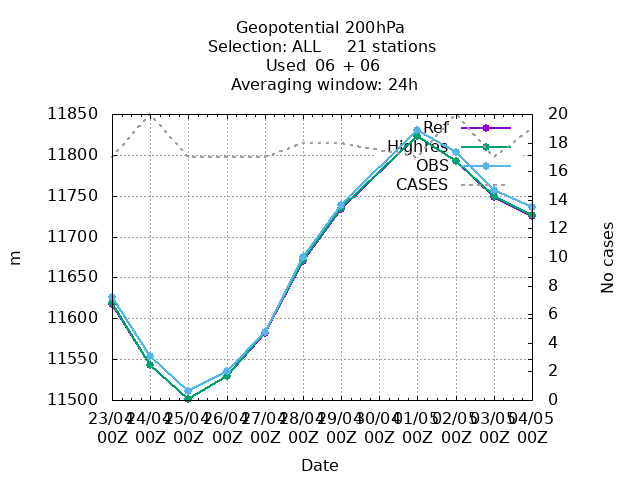 Geopotential 200hPa
Selection: ALL     21 stations
Used  06 + 06
Averaging window: 24h
Ref
Highres
OBS
CASES
11850
11800
11750
11700
11650
11600
11550
11500
m
20
18
16
14
12
10
8
6
4
2
0
No cases
23/04 24/04 25/04 26/04 27/04 28/04 29/04 30/04 01/05 02/05 03/05 04/05
00Z 00Z 00Z 00Z 00Z 00Z 00Z 00Z 00Z 00Z 00Z 00Z
Date